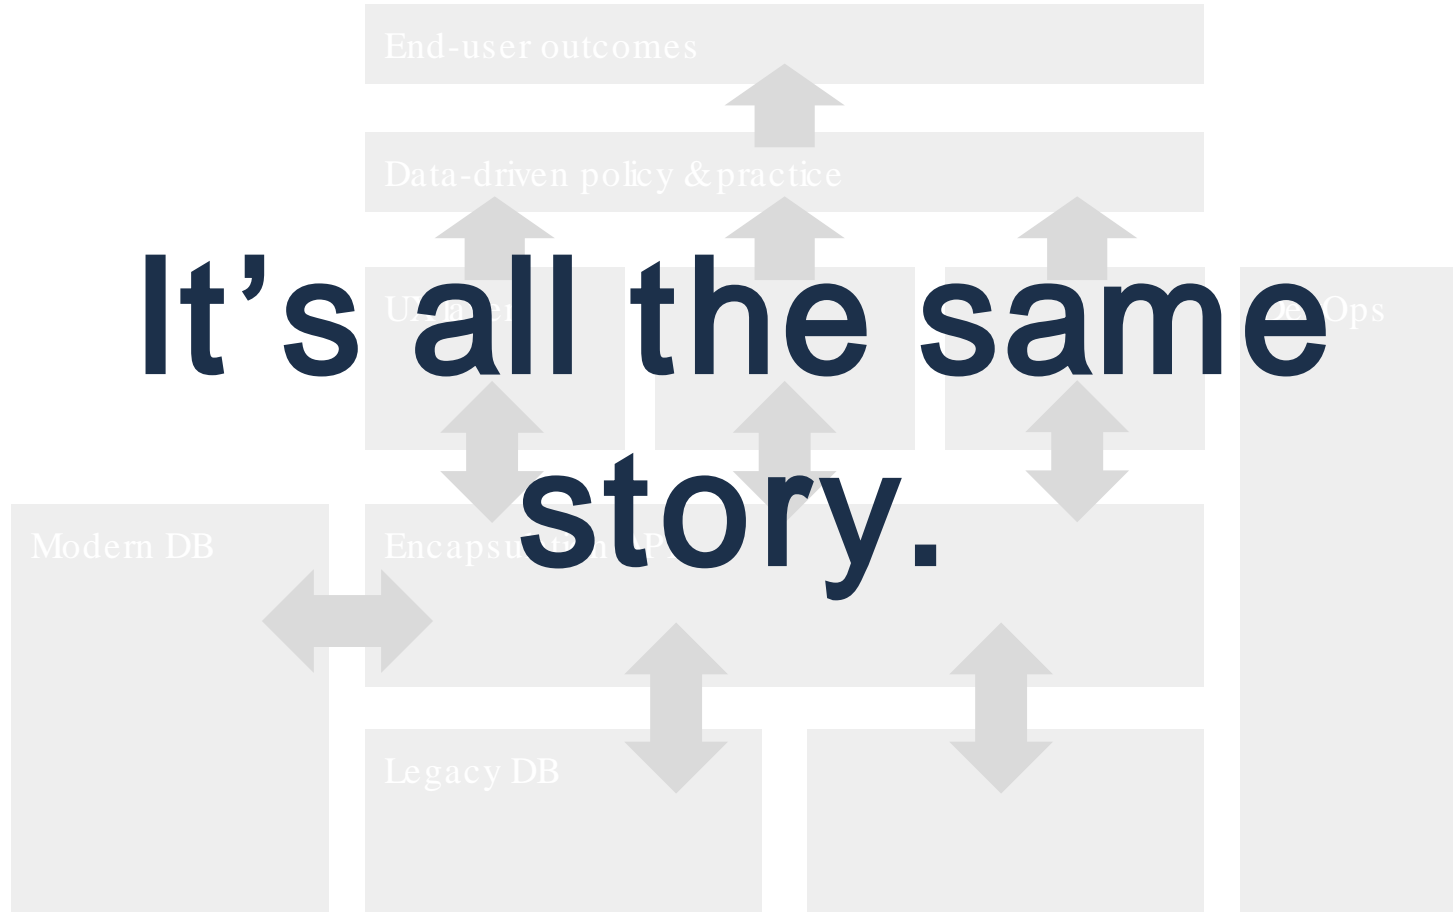 End-user outcomes
Data-driven policy & practice
It’s all the same
story.
Modern DB
Legacy DB